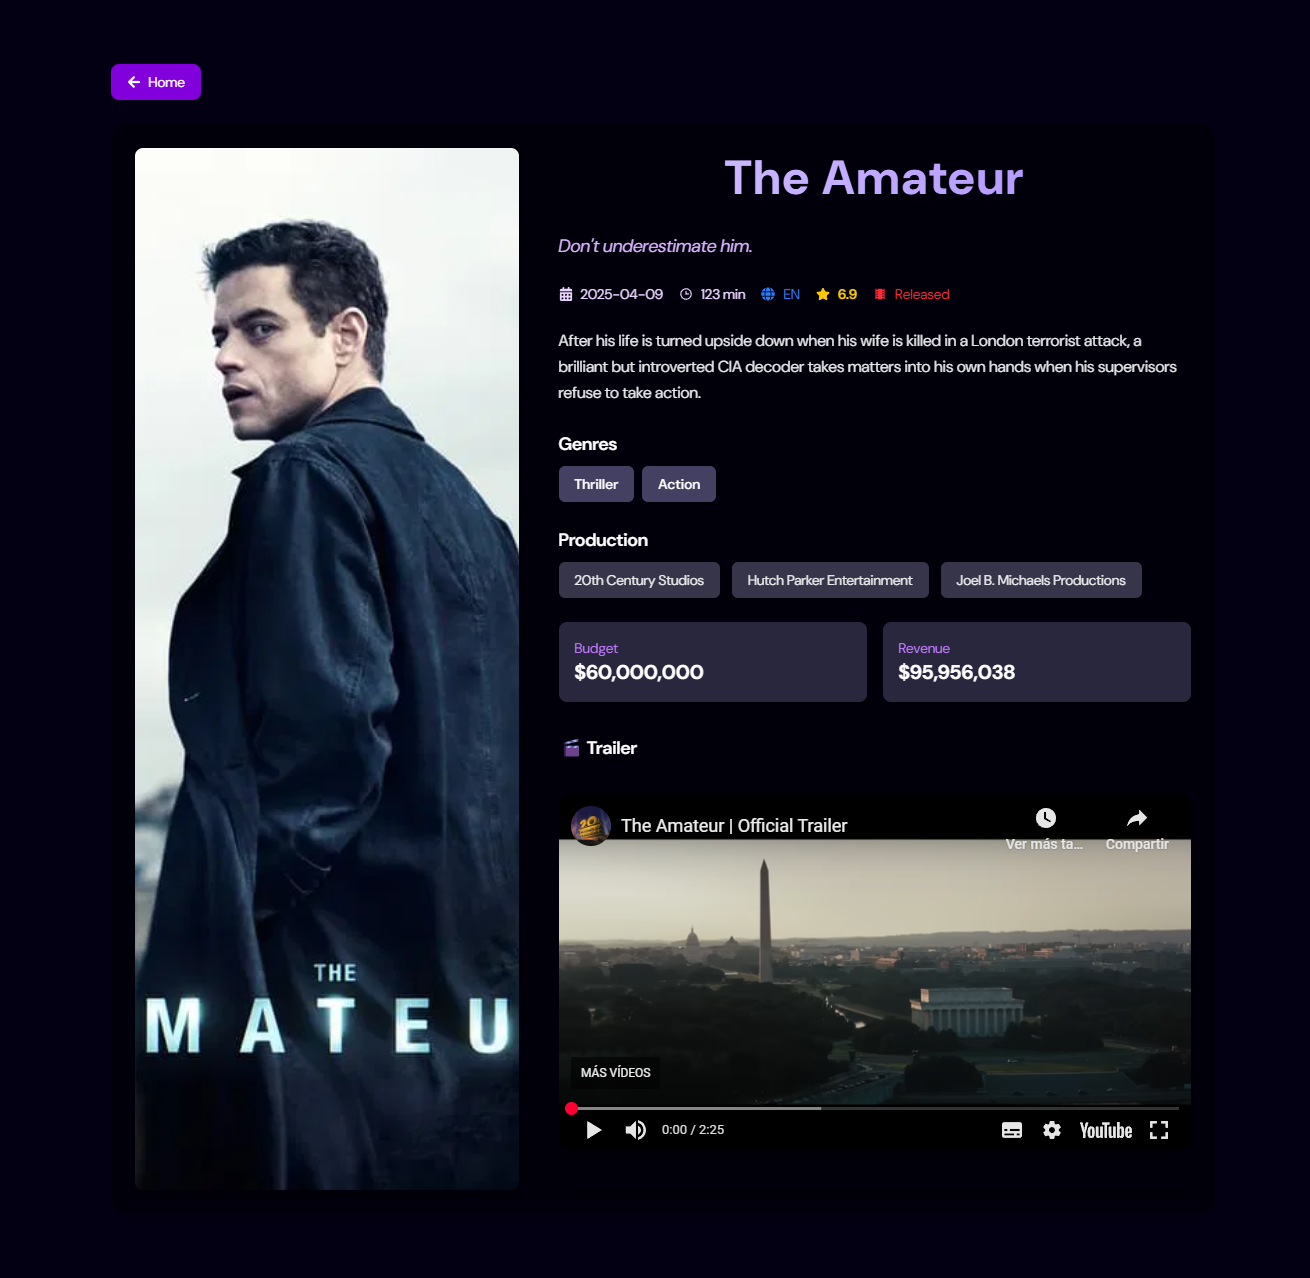 Home
The Amateur
Don't underestimate him.
2025-04-09 123 min EN 6.9 Released
After his life is turned upside down when his wife is killed in a London terrorist attack, a
brilliant but introverted CIA decoder takes matters into his own hands when his supervisors
refuse to take action.
Genres
Thriller Action
Production
20th Century Studios Hutch Parker Entertainment Joel B. Michaels Productions
Budget
$60,000,000
Revenue
$95,956,038
Trailer
20
The Amateur | Official Trailer
Ver más ta...
Compartir
MÁS VÍDEOS
0:00 / 2:25
YouTube
THE
MATEU